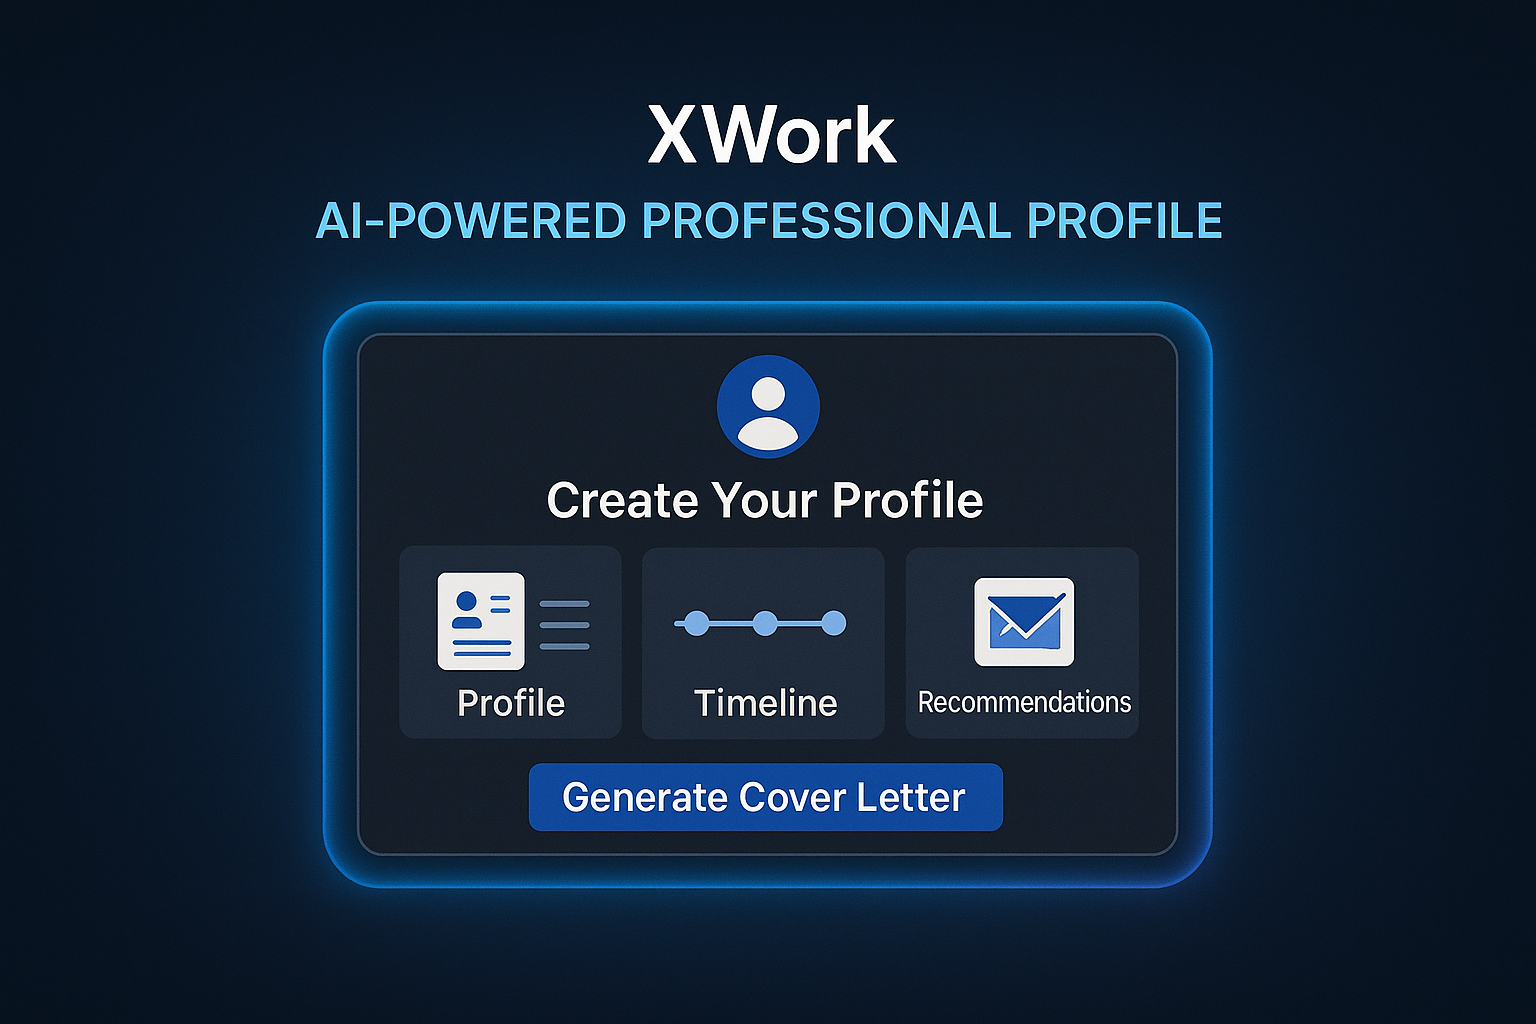 XWork
AI-POWERED PROFESSIONAL PROFILE
Create Your Profile
Profile
Timeline
Recommendations
Generate Cover Letter